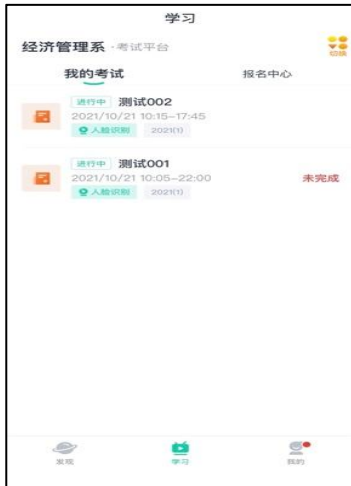 学习
经济管理系 · 考试平台
切换
我的考试 报名中心
进行中 测试002
2021/10/21 10:15-17:45
人脸识别 2021(1)
进行中 测试001
2021/10/21 10:05-22:00 未完成
人脸识别 2021(1)
发现 学习 我的